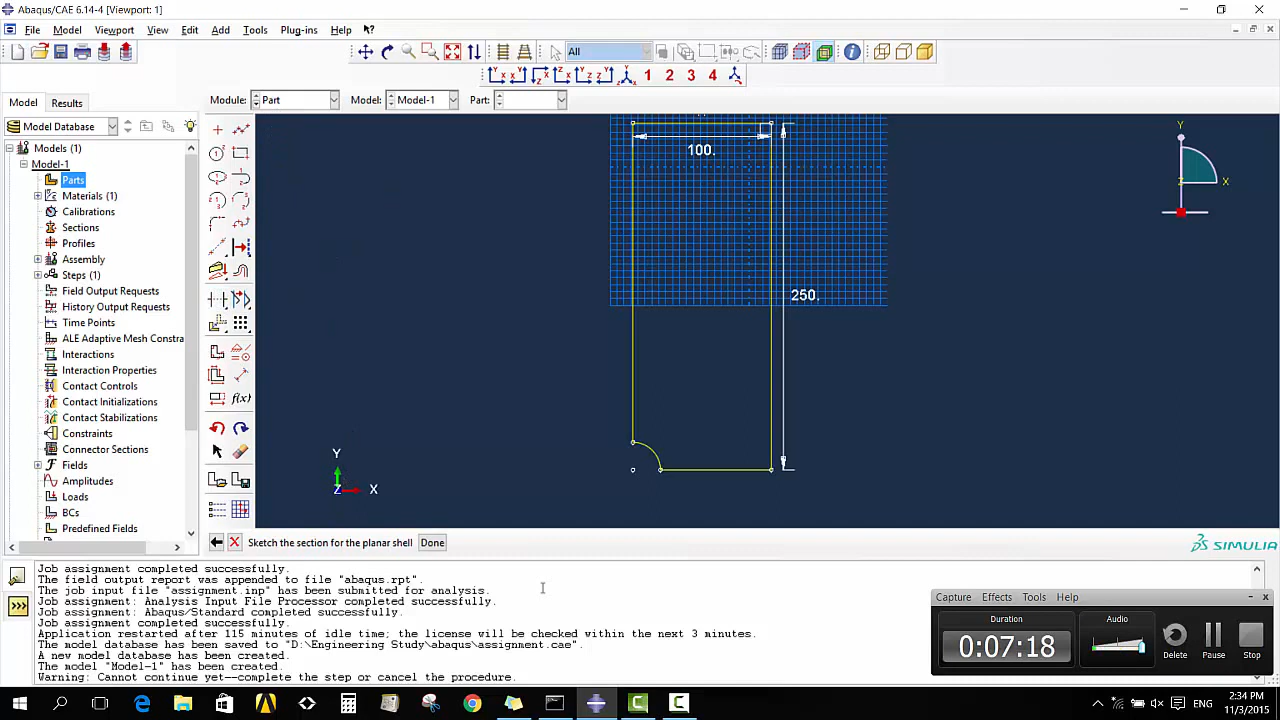 Abaqus/CAE 6.14-4 [Viewport: 1]
File Model Viewport View Edit Add Tools Plug-ins Help
All
1 2 3 4
Model Results
Module: Part Model: Model-1 Part:
Model Database
Models (1)
Model-1
Parts
Materials (1)
Calibrations
Sections
Profiles
Assembly
Steps (1)
Field Output Requests
History Output Requests
Time Points
ALE Adaptive Mesh Constra
Interactions
Interaction Properties
Contact Controls
Contact Initializations
Contact Stabilizations
Constraints
Connector Sections
Fields
Amplitudes
Loads
BCs
Predefined Fields
f(x)
100.
250.
Y
X
Z
Y
Z X
Sketch the section for the planar shell Done
SIMULIA
Job assignment completed successfully.
The field output report was appended to file "abaqus.rpt".
The job input file "assignment.inp" has been submitted for analysis.
Job assignment: Analysis Input File Processor completed successfully.
Job assignment: Abaqus/Standard completed successfully.
Job assignment completed successfully.
Application restarted after 115 minutes of idle time; the license will be checked within the next 3 minutes.
The model database has been saved to "D:\Engineering Study\abaqus\assignment.cae".
A new model database has been created.
The model "Model-1" has been created.
Warning: Cannot continue yet--complete the step or cancel the procedure.
>>>
Capture Effects Tools Help
Duration
0:07:18
Audio
Delete Pause Stop
ENG
2:34 PM
11/3/2015